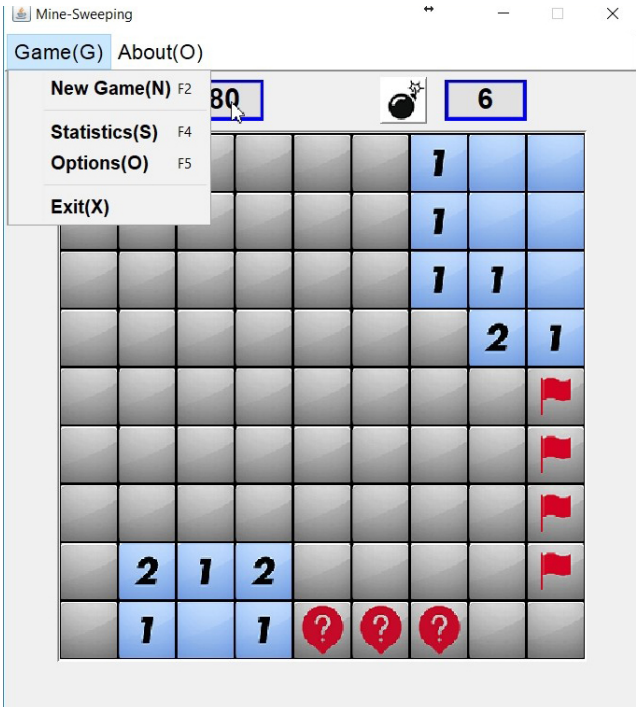 Mine-Sweeping
Game(G) About(O)
New Game(N) F2
Statistics(S) F4
Options(O) F5
Exit(X)
80 6
1
1
1 1
2 1
2 1 2
1 1 ? ? ?